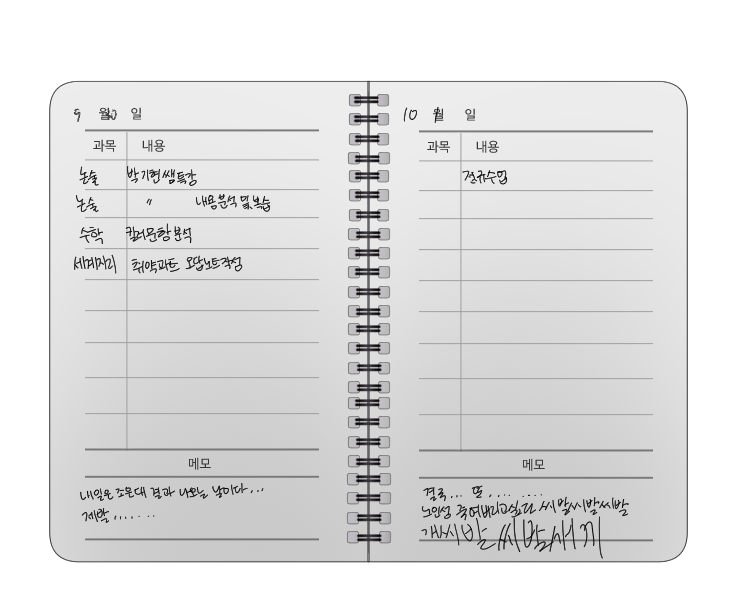 9 월 30 일
과목 내용
논술 박기현쌤특강
논술 〃 내용분석 및 복습
수학 킬러문항분석
세계지리 취약파트 오답노트작성
메모
내일은 조온대 결과 나오는 날이다...
제발.......
10 월 1 일
과목 내용
정규수업
메모
결국... 또.... ....
노인성 죽여버리고싶다 씨발씨발씨발
개씨발 씨발새끼